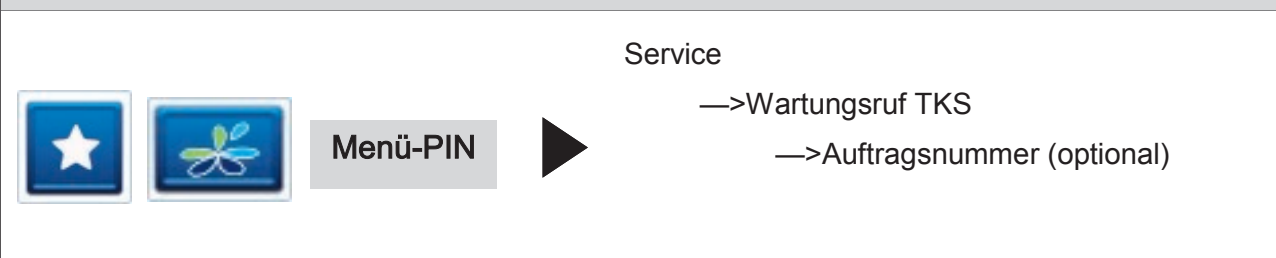 Service
—>Wartungsruf TKS
Menü-PIN
—>Auftragsnummer (optional)